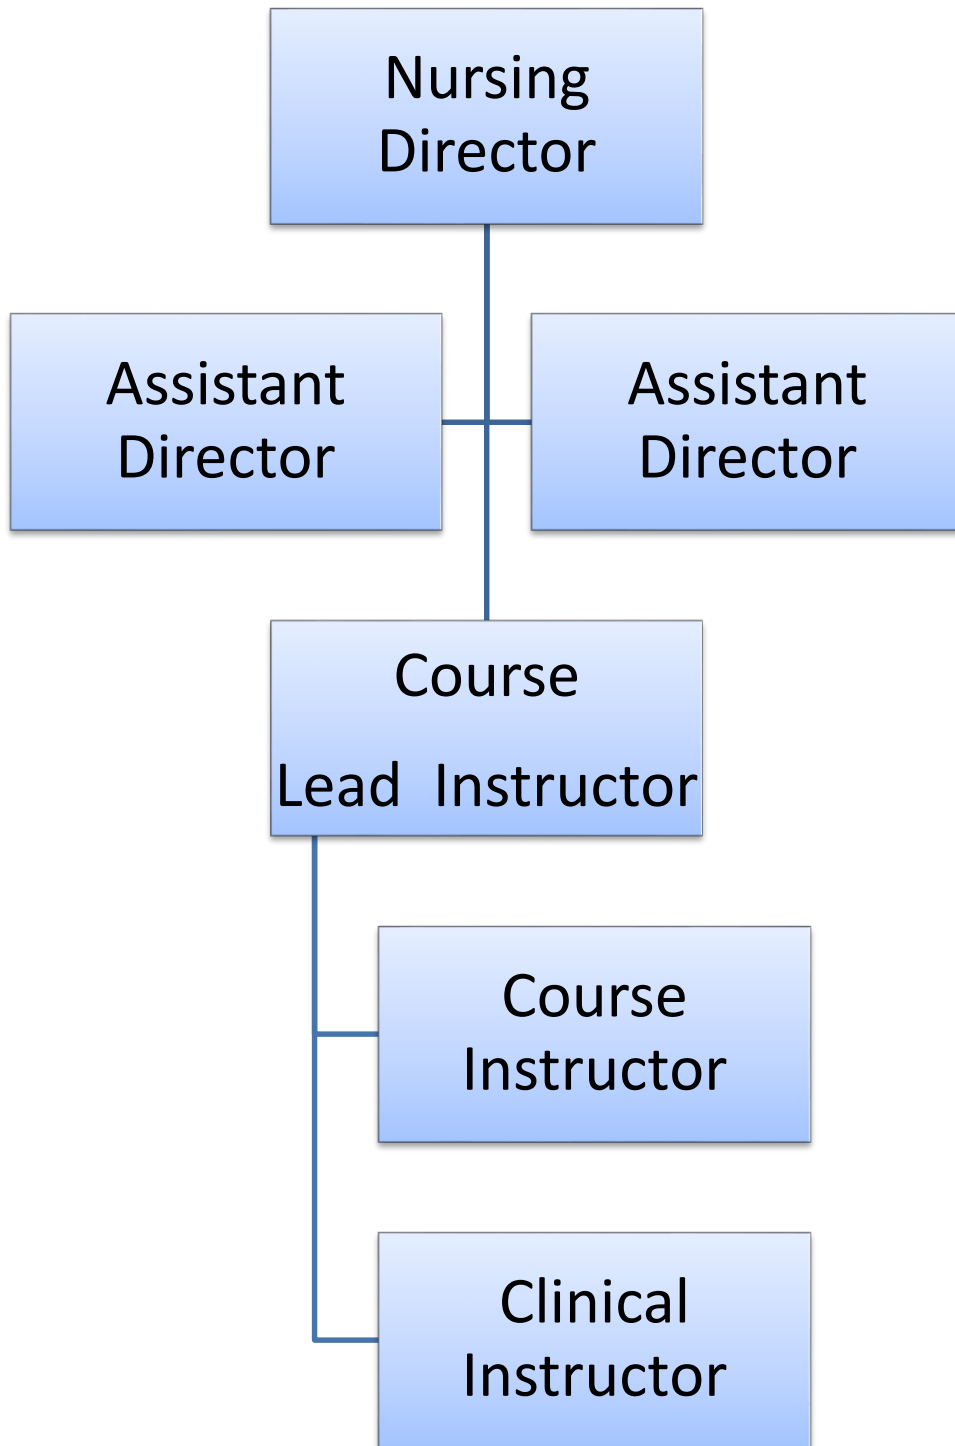 Nursing
Director
Assistant
Director
Assistant
Director
Course
Lead  Instructor
Course
Instructor
Clinical
Instructor